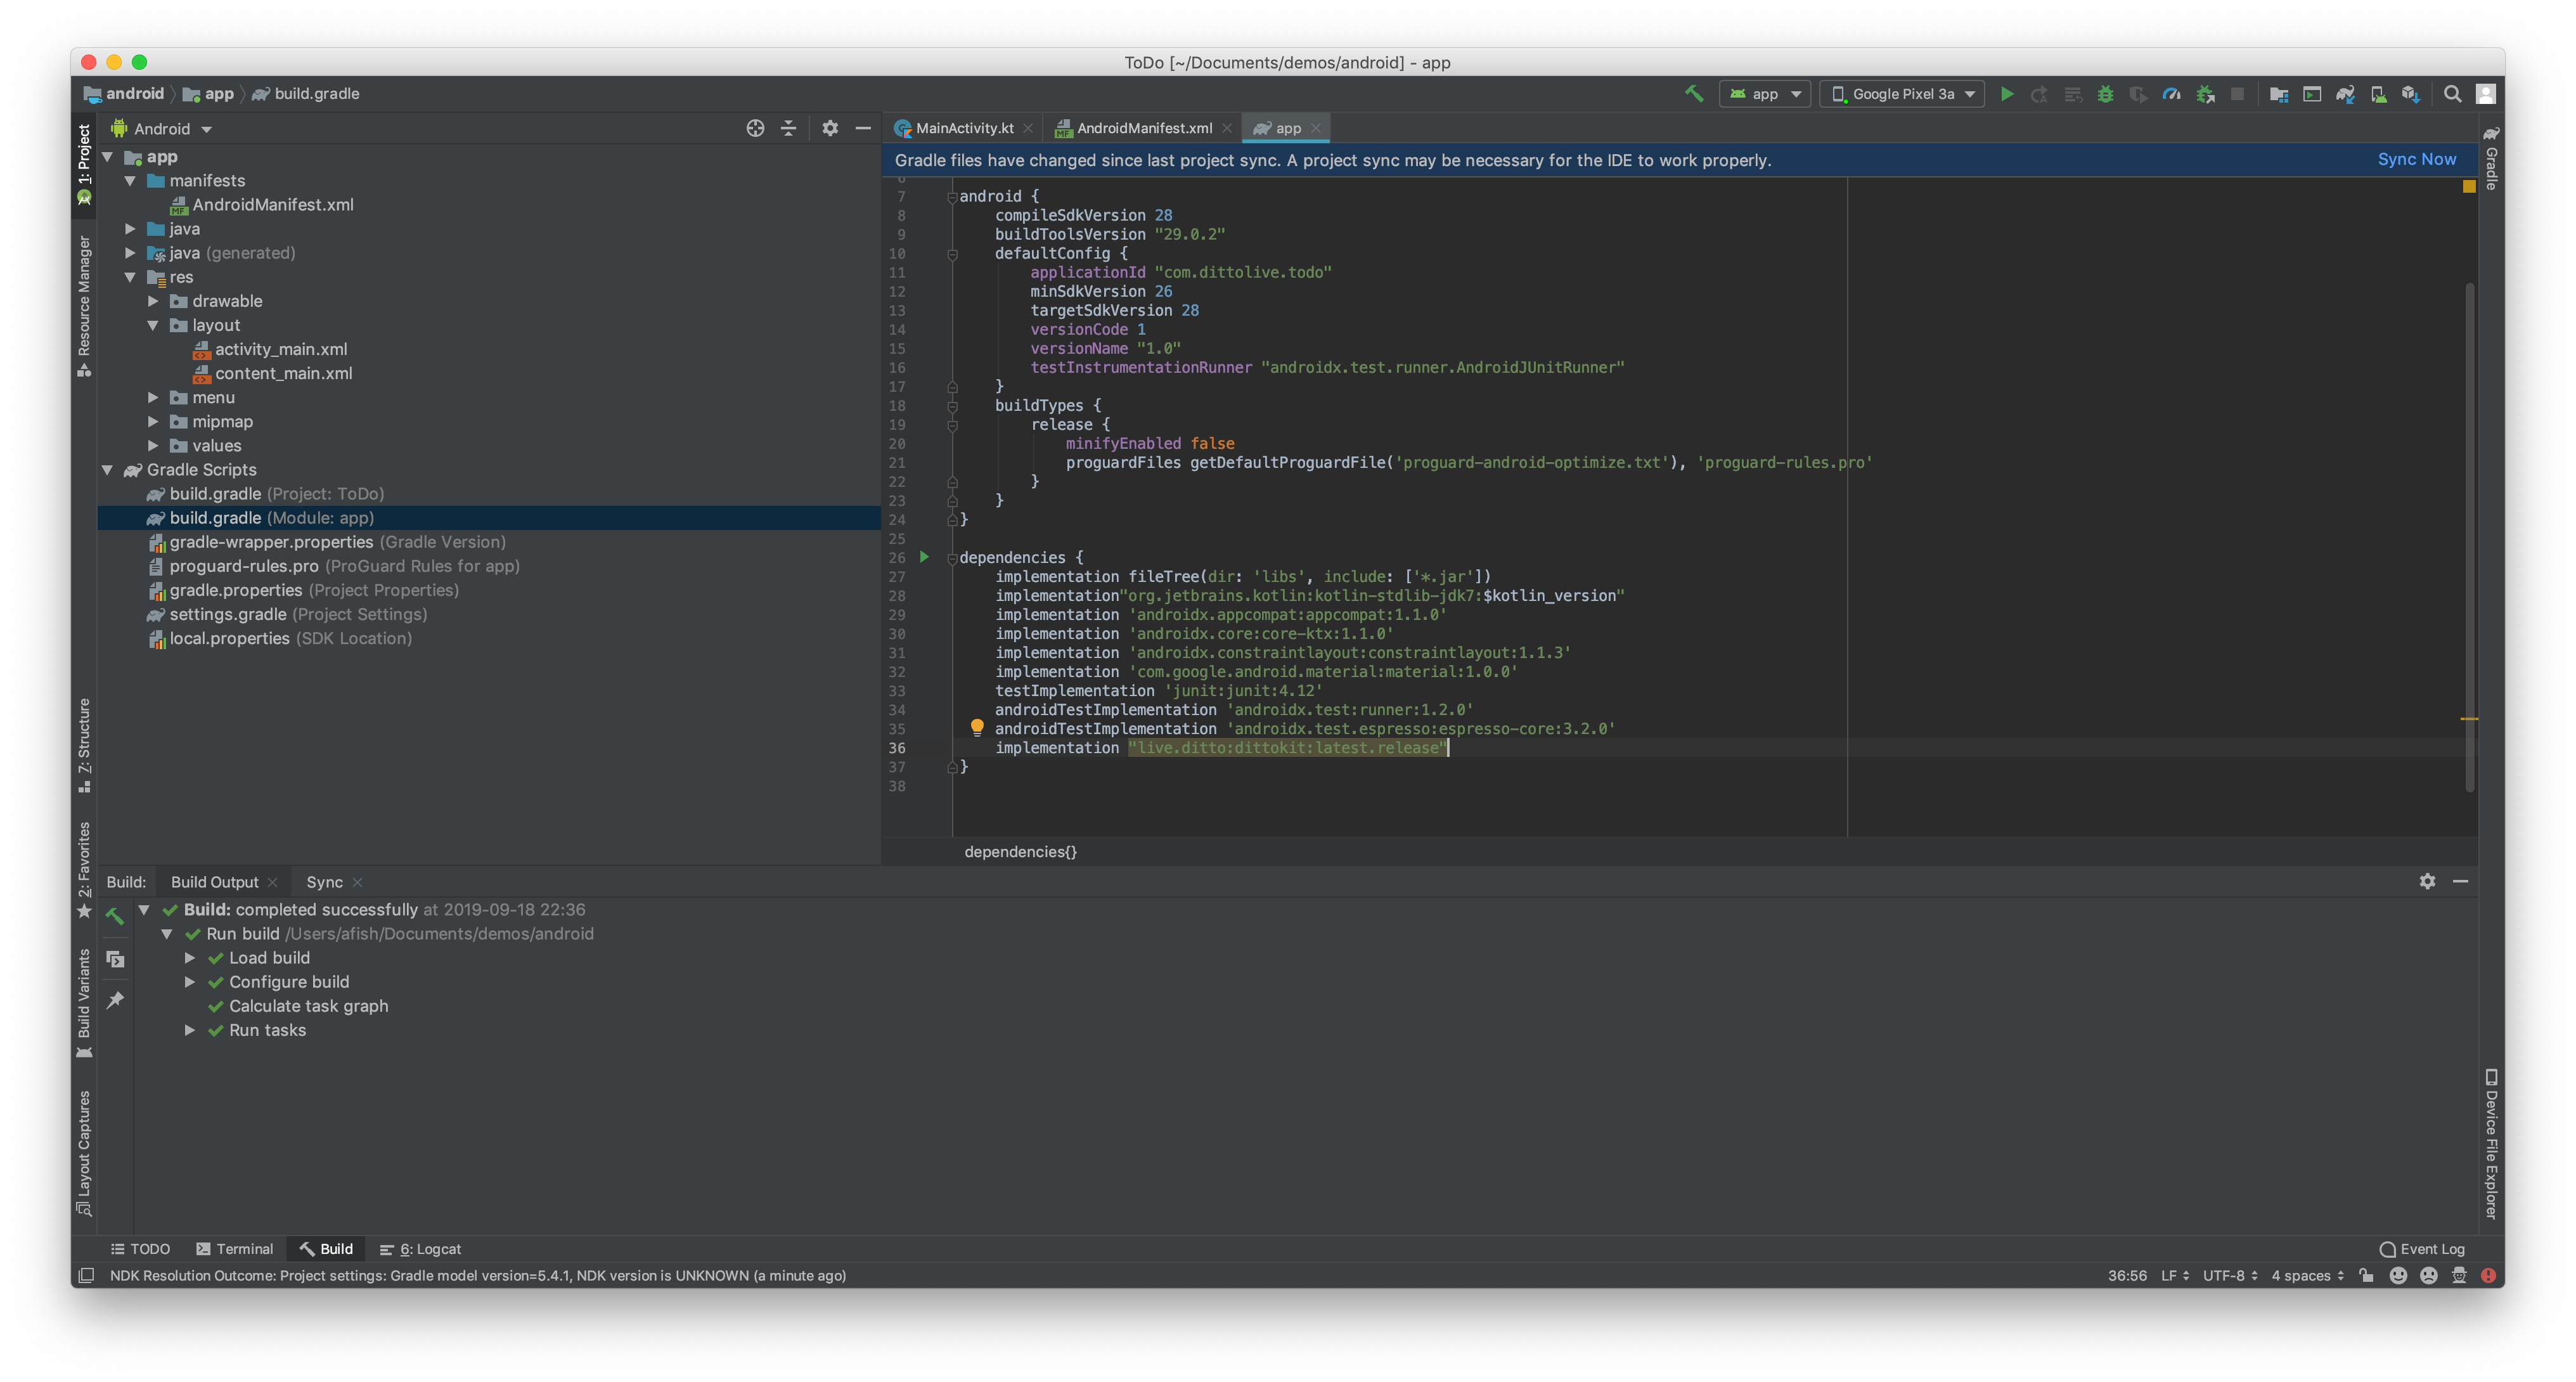 ToDo [~/Documents/demos/android] - app
android app build.gradle
app Google Pixel 3a
1: Project
Resource Manager
7: Structure
2: Favorites
Build Variants
Layout Captures
Android
app
manifests
AndroidManifest.xml
java
java (generated)
res
drawable
layout
activity_main.xml
content_main.xml
menu
mipmap
values
Gradle Scripts
build.gradle (Project: ToDo)
build.gradle (Module: app)
gradle-wrapper.properties (Gradle Version)
proguard-rules.pro (ProGuard Rules for app)
gradle.properties (Project Properties)
settings.gradle (Project Settings)
local.properties (SDK Location)
MainActivity.kt AndroidManifest.xml app
Gradle files have changed since last project sync. A project sync may be necessary for the IDE to work properly. Sync Now
7 android {
8 compileSdkVersion 28
9 buildToolsVersion "29.0.2"
10 defaultConfig {
11 applicationId "com.dittolive.todo"
12 minSdkVersion 26
13 targetSdkVersion 28
14 versionCode 1
15 versionName "1.0"
16 testInstrumentationRunner "androidx.test.runner.AndroidJUnitRunner"
17 }
18 buildTypes {
19 release {
20 minifyEnabled false
21 proguardFiles getDefaultProguardFile('proguard-android-optimize.txt'), 'proguard-rules.pro'
22 }
23 }
24 }
25
26 dependencies {
27 implementation fileTree(dir: 'libs', include: ['*.jar'])
28 implementation"org.jetbrains.kotlin:kotlin-stdlib-jdk7:$kotlin_version"
29 implementation 'androidx.appcompat:appcompat:1.1.0'
30 implementation 'androidx.core:core-ktx:1.1.0'
31 implementation 'androidx.constraintlayout:constraintlayout:1.1.3'
32 implementation 'com.google.android.material:material:1.0.0'
33 testImplementation 'junit:junit:4.12'
34 androidTestImplementation 'androidx.test:runner:1.2.0'
35 androidTestImplementation 'androidx.test.espresso:espresso-core:3.2.0'
36 implementation "live.ditto:dittokit:latest.release"
37 }
38
dependencies{}
Gradle
Device File Explorer
Build: Build Output Sync
Build: completed successfully at 2019-09-18 22:36
Run build /Users/afish/Documents/demos/android
Load build
Configure build
Calculate task graph
Run tasks
TODO Terminal Build 6: Logcat Event Log
NDK Resolution Outcome: Project settings: Gradle model version=5.4.1, NDK version is UNKNOWN (a minute ago) 36:56 LF UTF-8 4 spaces